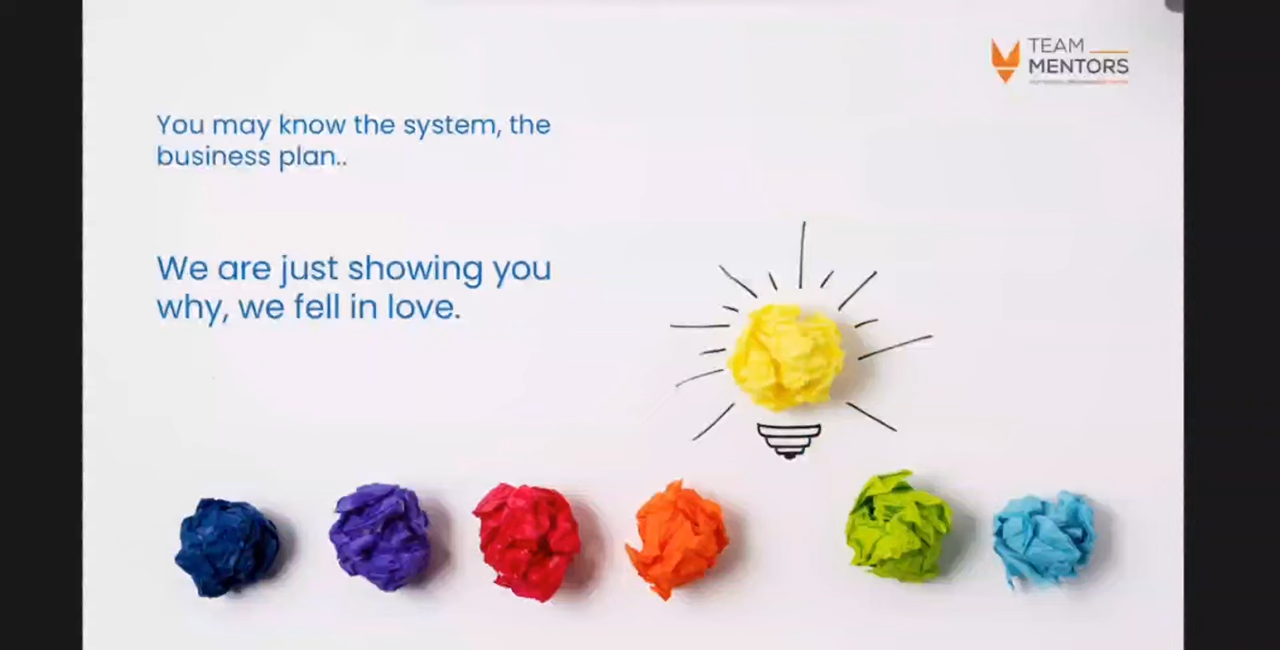 TEAM
MENTORS
You may know the system, the
business plan..
We are just showing you
why, we fell in love.